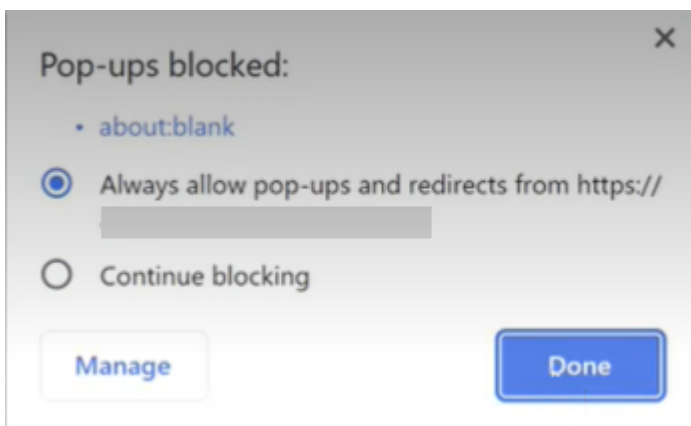 Pop-ups blocked:
about:blank
Always allow pop-ups and redirects from https://
Continue blocking
Manage
Done